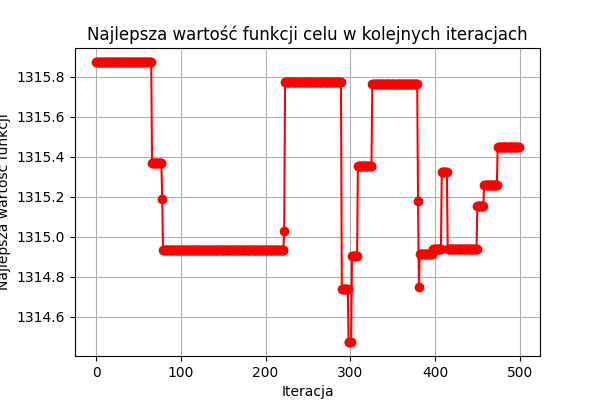 Najlepsza wartość funkcji celu w kolejnych iteracjach
Najlepsza wartość funkcji
1315.8
1315.6
1315.4
1315.2
1315.0
1314.8
1314.6
0 100 200 300 400 500
Iteracja